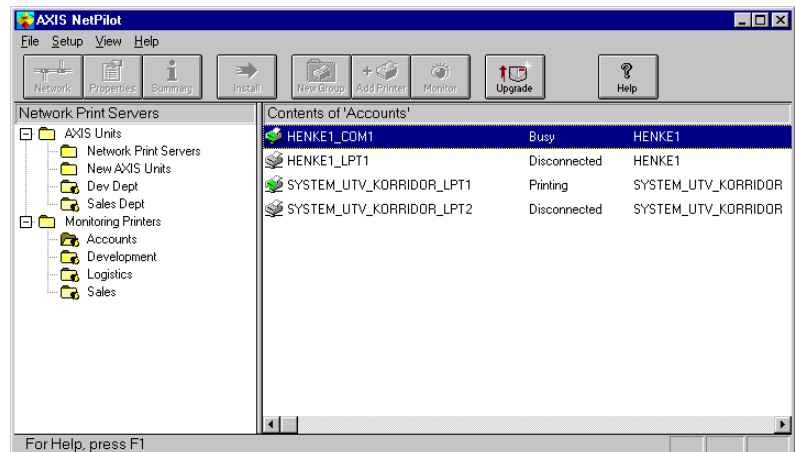 AXIS NetPilot
File Setup View Help
Network Properties Summary Install New Group Add Printer Monitor Upgrade Help
Network Print Servers
Contents of 'Accounts'
AXIS Units
Network Print Servers
New AXIS Units
Dev Dept
Sales Dept
Monitoring Printers
Accounts
Development
Logistics
Sales
HENKE1_COM1 Busy HENKE1
HENKE1_LPT1 Disconnected HENKE1
SYSTEM_UTV_KORRIDOR_LPT1 Printing SYSTEM_UTV_KORRIDOR
SYSTEM_UTV_KORRIDOR_LPT2 Disconnected SYSTEM_UTV_KORRIDOR
For Help, press F1